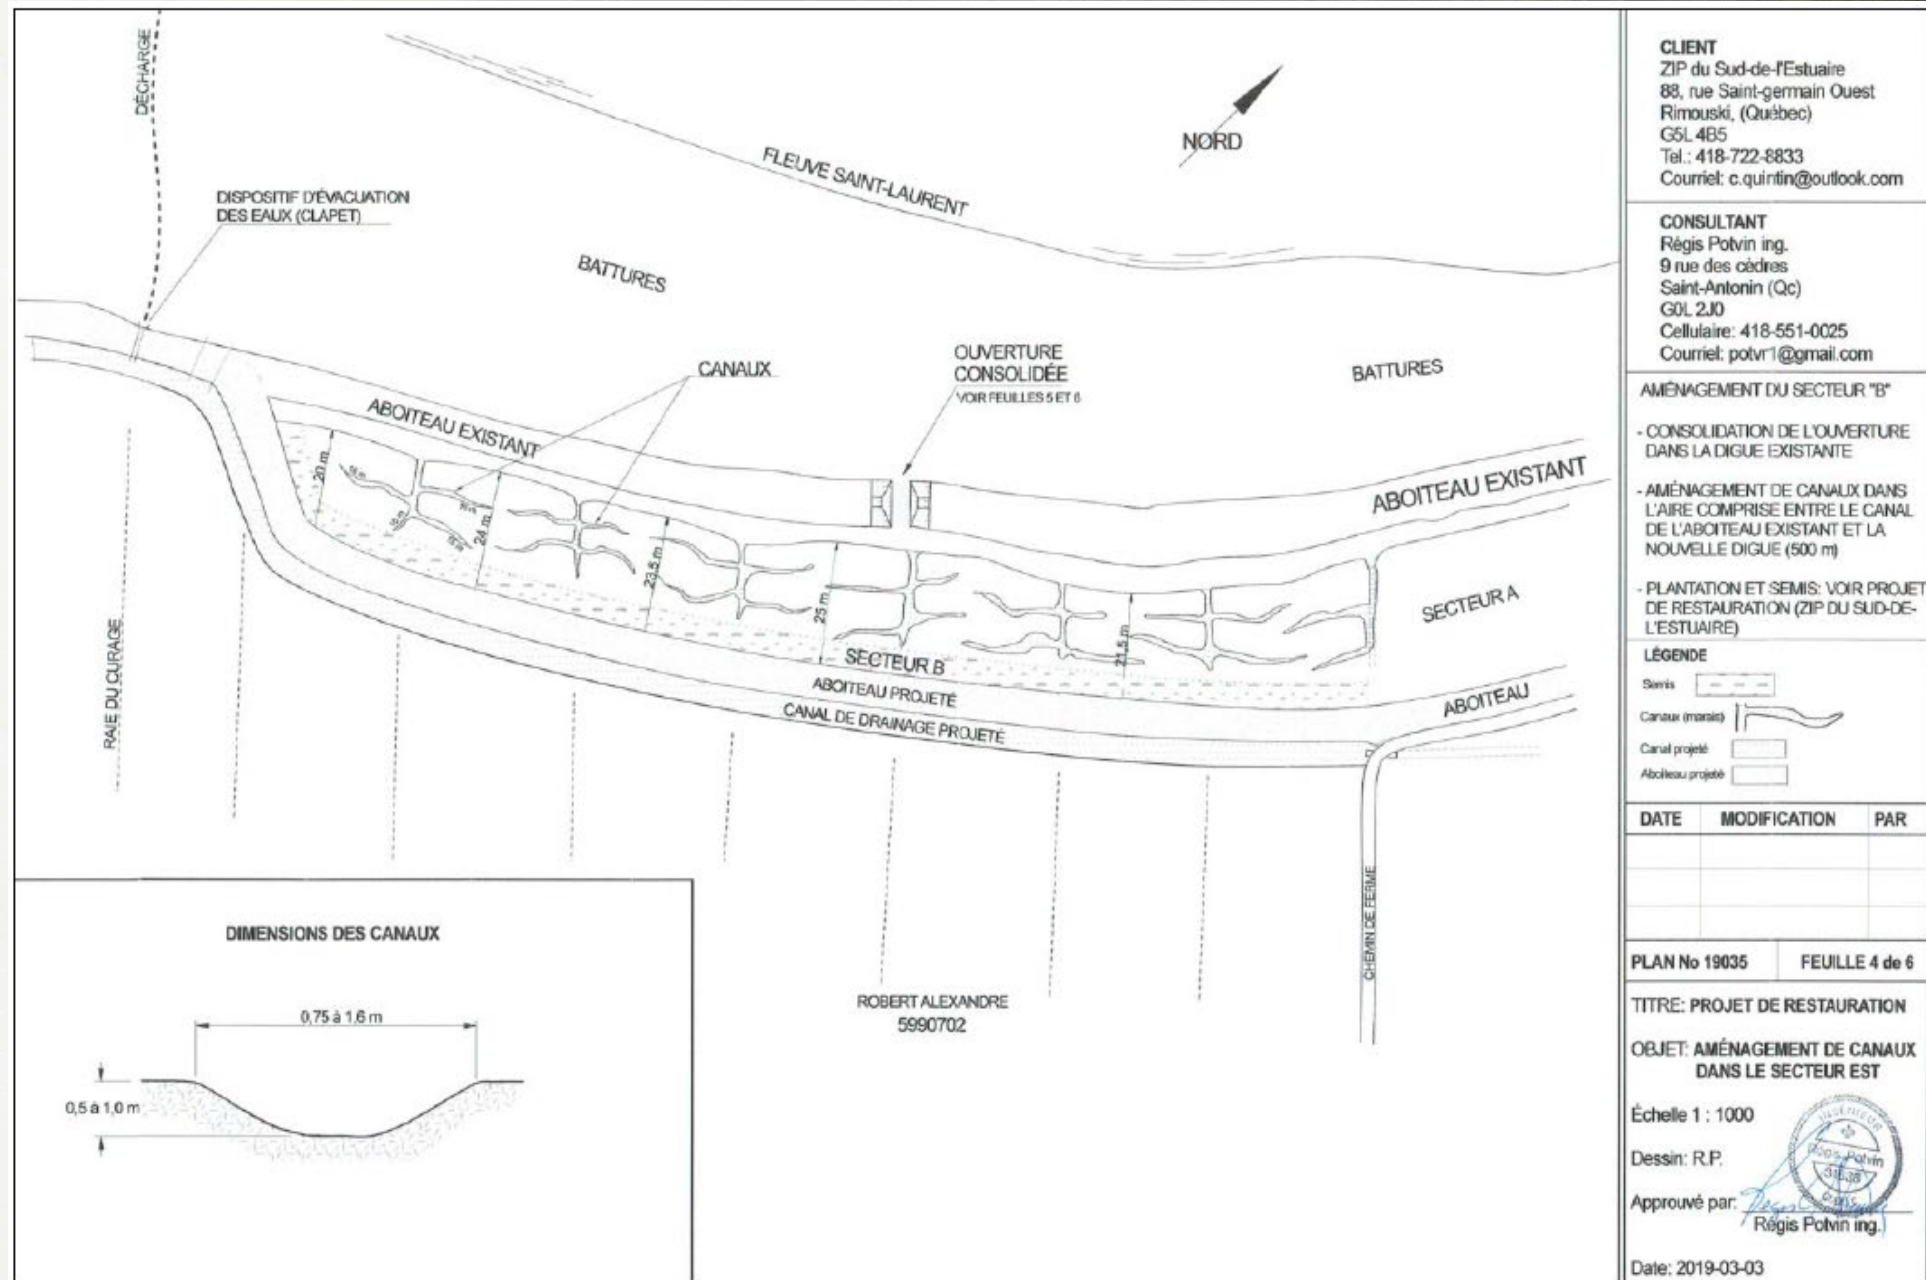 DÉCHARGE
DISPOSITIF D'ÉVACUATION
DES EAUX (CLAPET)
FLEUVE SAINT-LAURENT
NORD
BATTURES
CANAUX
OUVERTURE
CONSOLIDÉE
VOIR FEUILLES 5 ET 6
BATTURES
ABOITEAU EXISTANT
ABOITEAU EXISTANT
20 m
24 m
23,5 m
25 m
21,5 m
SECTEUR A
SECTEUR B
ABOITEAU PROJETÉ
CANAL DE DRAINAGE PROJETÉ
ABOITEAU
RAIE DU CURAGE
CHEMIN DE FERME
ROBERT ALEXANDRE
5990702
DIMENSIONS DES CANAUX
0,75 à 1,6 m
0,5 à 1,0 m
CLIENT
ZIP du Sud-de-l'Estuaire
88, rue Saint-germain Ouest
Rimouski, (Québec)
G5L 4B5
Tel.: 418-722-8833
Courriel: c.quintin@outlook.com
CONSULTANT
Régis Potvin ing.
9 rue des cèdres
Saint-Antonin (Qc)
G0L 2J0
Cellulaire: 418-551-0025
Courriel: potvr1@gmail.com
AMÉNAGEMENT DU SECTEUR "B"
- CONSOLIDATION DE L'OUVERTURE
DANS LA DIGUE EXISTANTE
- AMÉNAGEMENT DE CANAUX DANS
L'AIRE COMPRISE ENTRE LE CANAL
DE L'ABOITEAU EXISTANT ET LA
NOUVELLE DIGUE (500 m)
- PLANTATION ET SEMIS: VOIR PROJET
DE RESTAURATION (ZIP DU SUD-DE-
L'ESTUAIRE)
LÉGENDE
Semis
Canaux (marais)
Canal projeté
Aboiteau projeté
DATE MODIFICATION PAR
PLAN No 19035 FEUILLE 4 de 6
TITRE: PROJET DE RESTAURATION
OBJET: AMÉNAGEMENT DE CANAUX
DANS LE SECTEUR EST
Échelle 1 : 1000
INGÉNIEUR
Régis Potvin
Dessin: R.P.
Approuvé par:
Régis Potvin ing.
Date: 2019-03-03